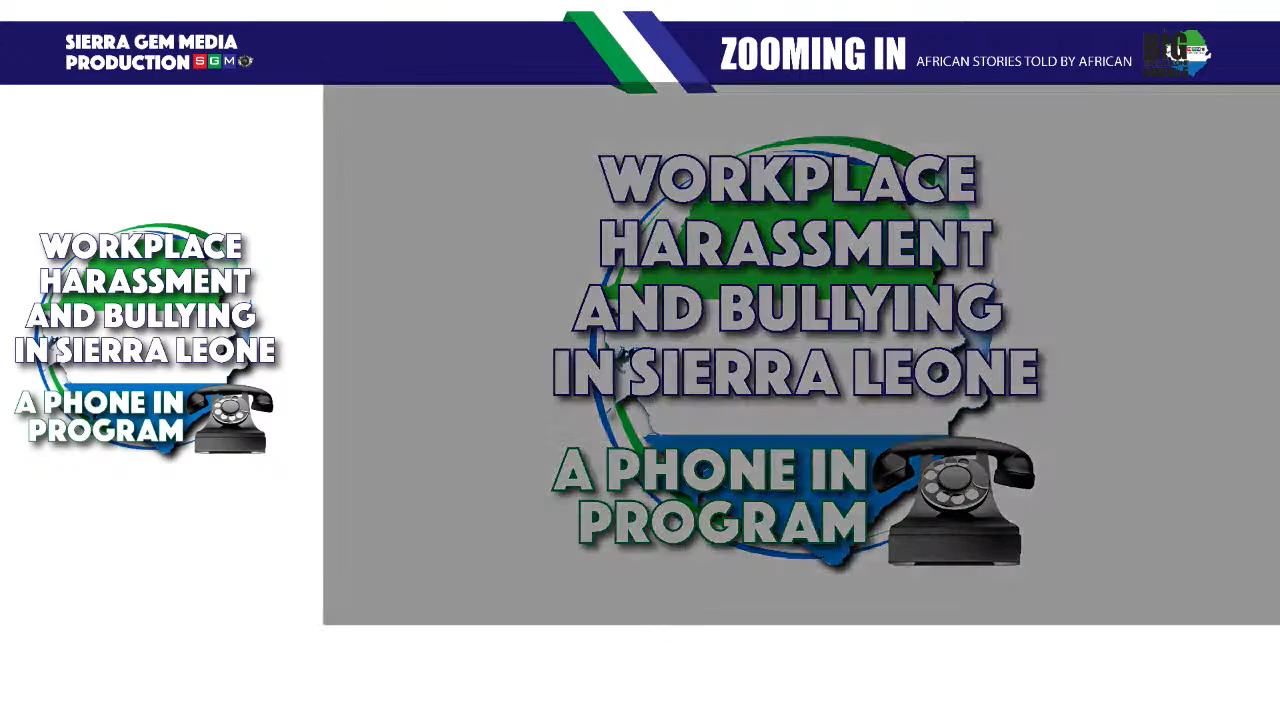 SIERRA GEM MEDIA
PRODUCTION SGM
ZOOMING IN
AFRICAN STORIES TOLD BY AFRICAN
WORKPLACE
HARASSMENT
AND BULLYING
IN SIERRA LEONE
A PHONE IN
PROGRAM
WORKPLACE
HARASSMENT
AND BULLYING
IN SIERRA LEONE
A PHONE IN
PROGRAM